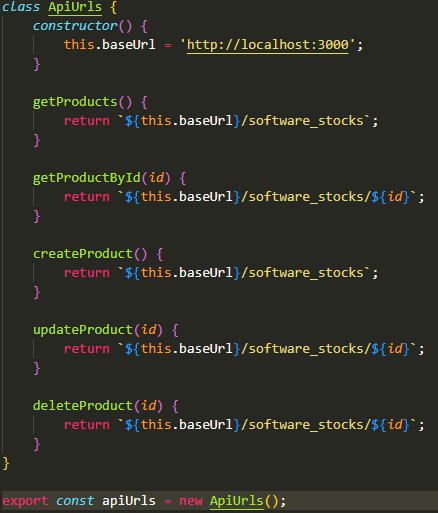 class ApiUrls {
    constructor() {
        this.baseUrl = 'http://localhost:3000';
    }

    getProducts() {
        return `${this.baseUrl}/software_stocks`;
    }

    getProductById(id) {
        return `${this.baseUrl}/software_stocks/${id}`;
    }

    createProduct() {
        return `${this.baseUrl}/software_stocks`;
    }

    updateProduct(id) {
        return `${this.baseUrl}/software_stocks/${id}`;
    }

    deleteProduct(id) {
        return `${this.baseUrl}/software_stocks/${id}`;
    }
}

export const apiUrls = new ApiUrls();